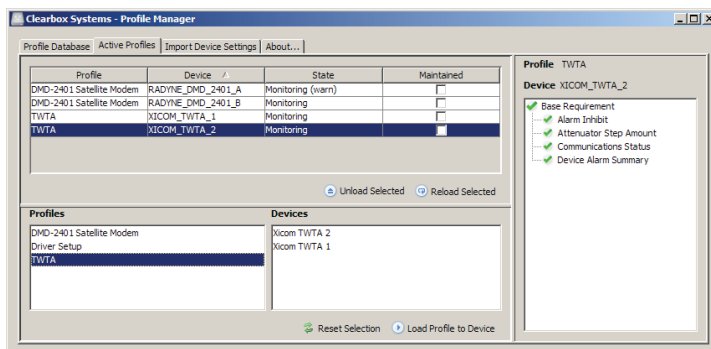 Clearbox Systems - Profile Manager
Profile Database Active Profiles Import Device Settings About...
Profile Device State Maintained
DMD-2401 Satellite Modem RADYNE_DMD_2401_A Monitoring (warn)
DMD-2401 Satellite Modem RADYNE_DMD_2401_B Monitoring
TWTA XICOM_TWTA_1 Monitoring
TWTA XICOM_TWTA_2 Monitoring
Unload Selected Reload Selected
Profiles Devices
DMD-2401 Satellite Modem
Driver Setup
TWTA
Xicom TWTA 2
Xicom TWTA 1
Reset Selection Load Profile to Device
Profile TWTA
Device XICOM_TWTA_2
Base Requirement
Alarm Inhibit
Attenuator Step Amount
Communications Status
Device Alarm Summary